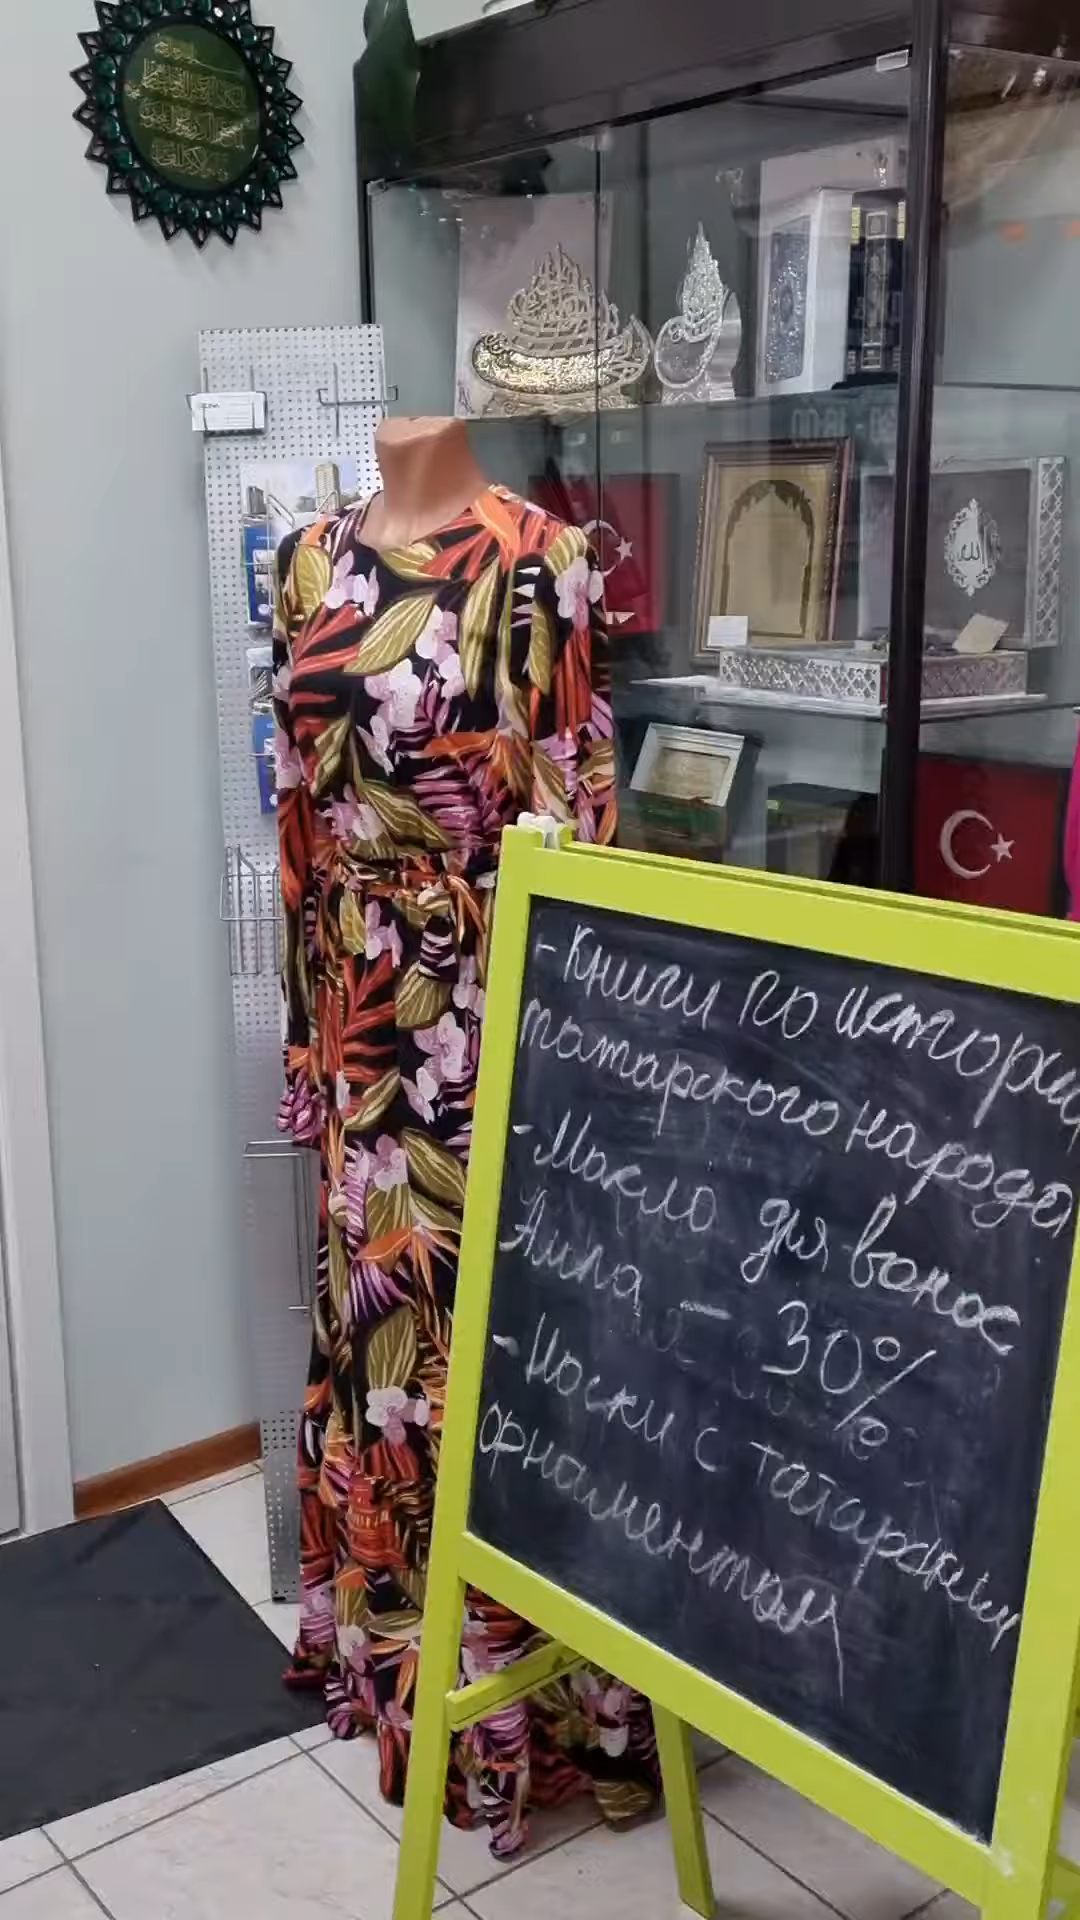 - Книги по истории
татарского народа
- Масло для волос
Амла - 30%
- Носки с татарским
орнаментом